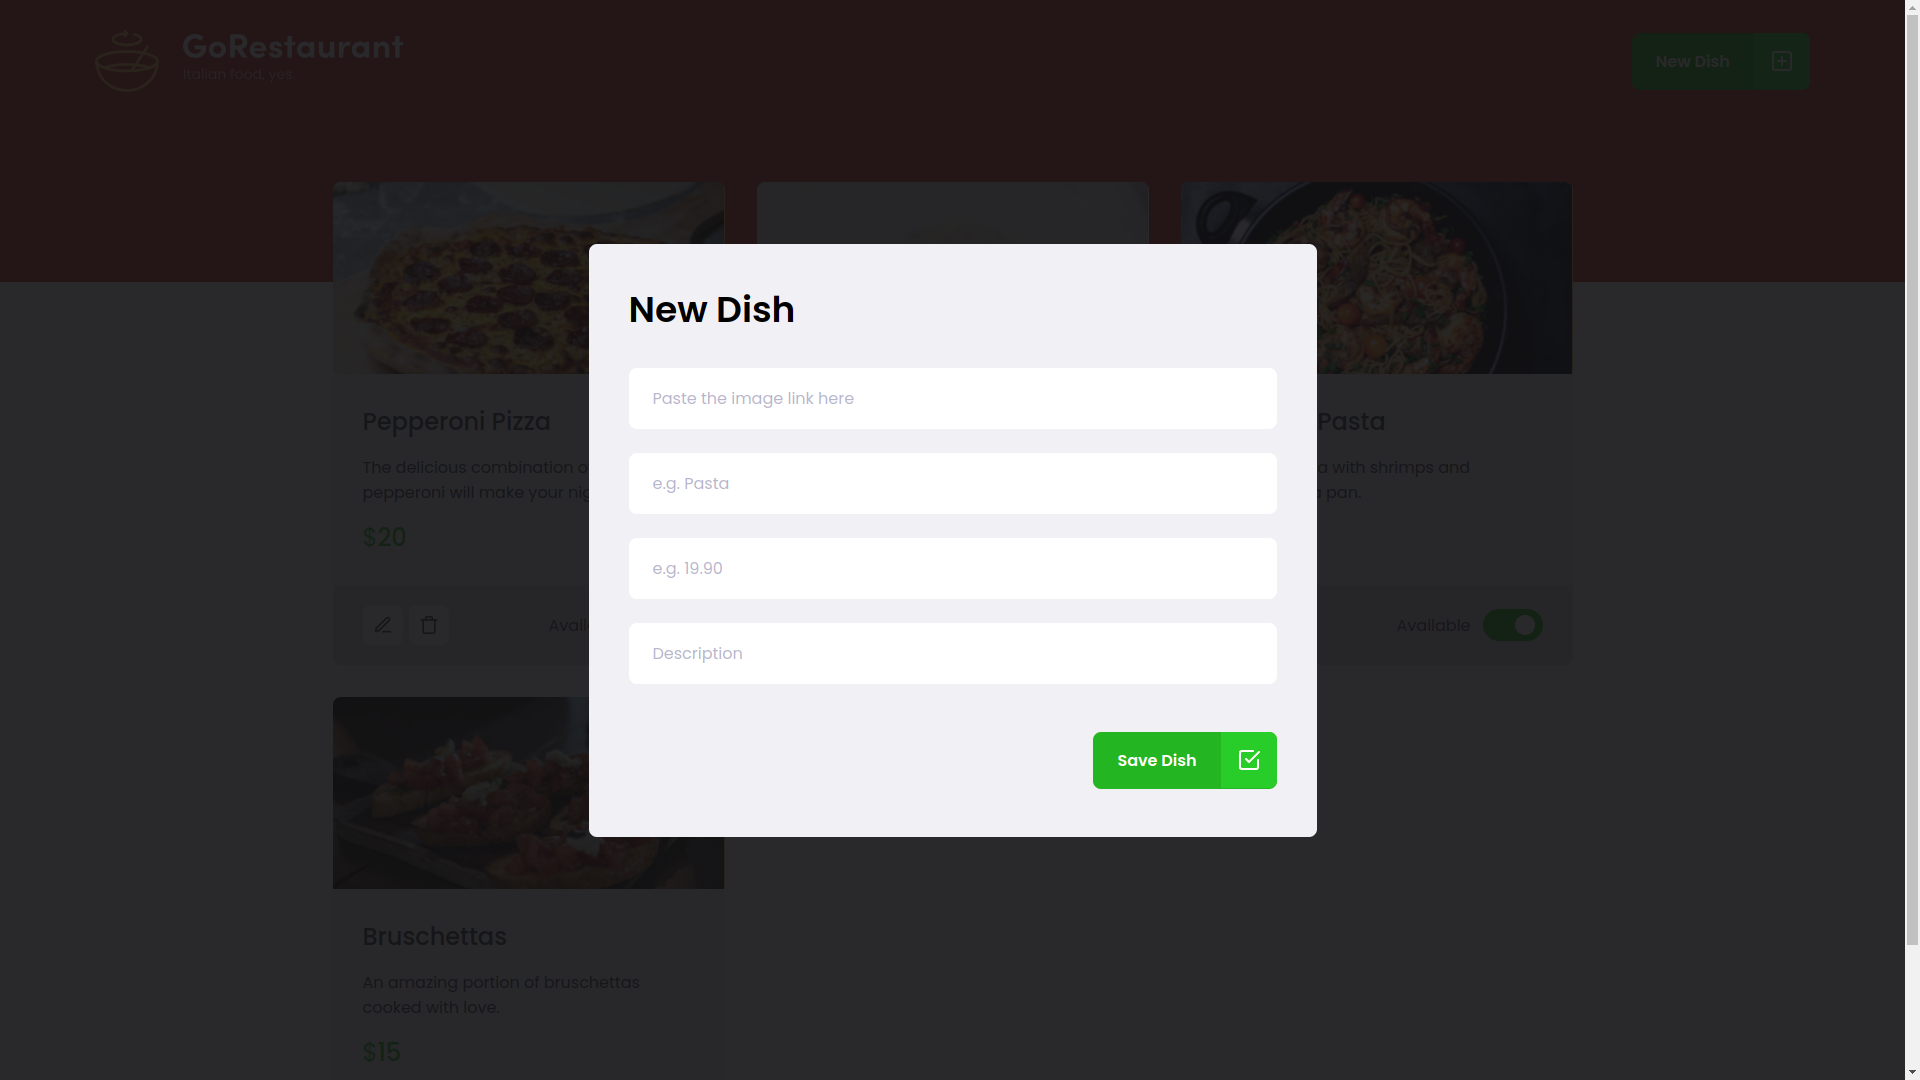 GoRestaurant
Italian food, yes.
New Dish
New Dish
Paste the image link here
e.g. Pasta
e.g. 19.90
Description
Save Dish
Pepperoni Pizza
The delicious combination
pepperoni will make your
$20
Pasta
with shrimps and
pan.
Available
Bruschettas
An amazing portion of bruschettas
cooked with love.
$15